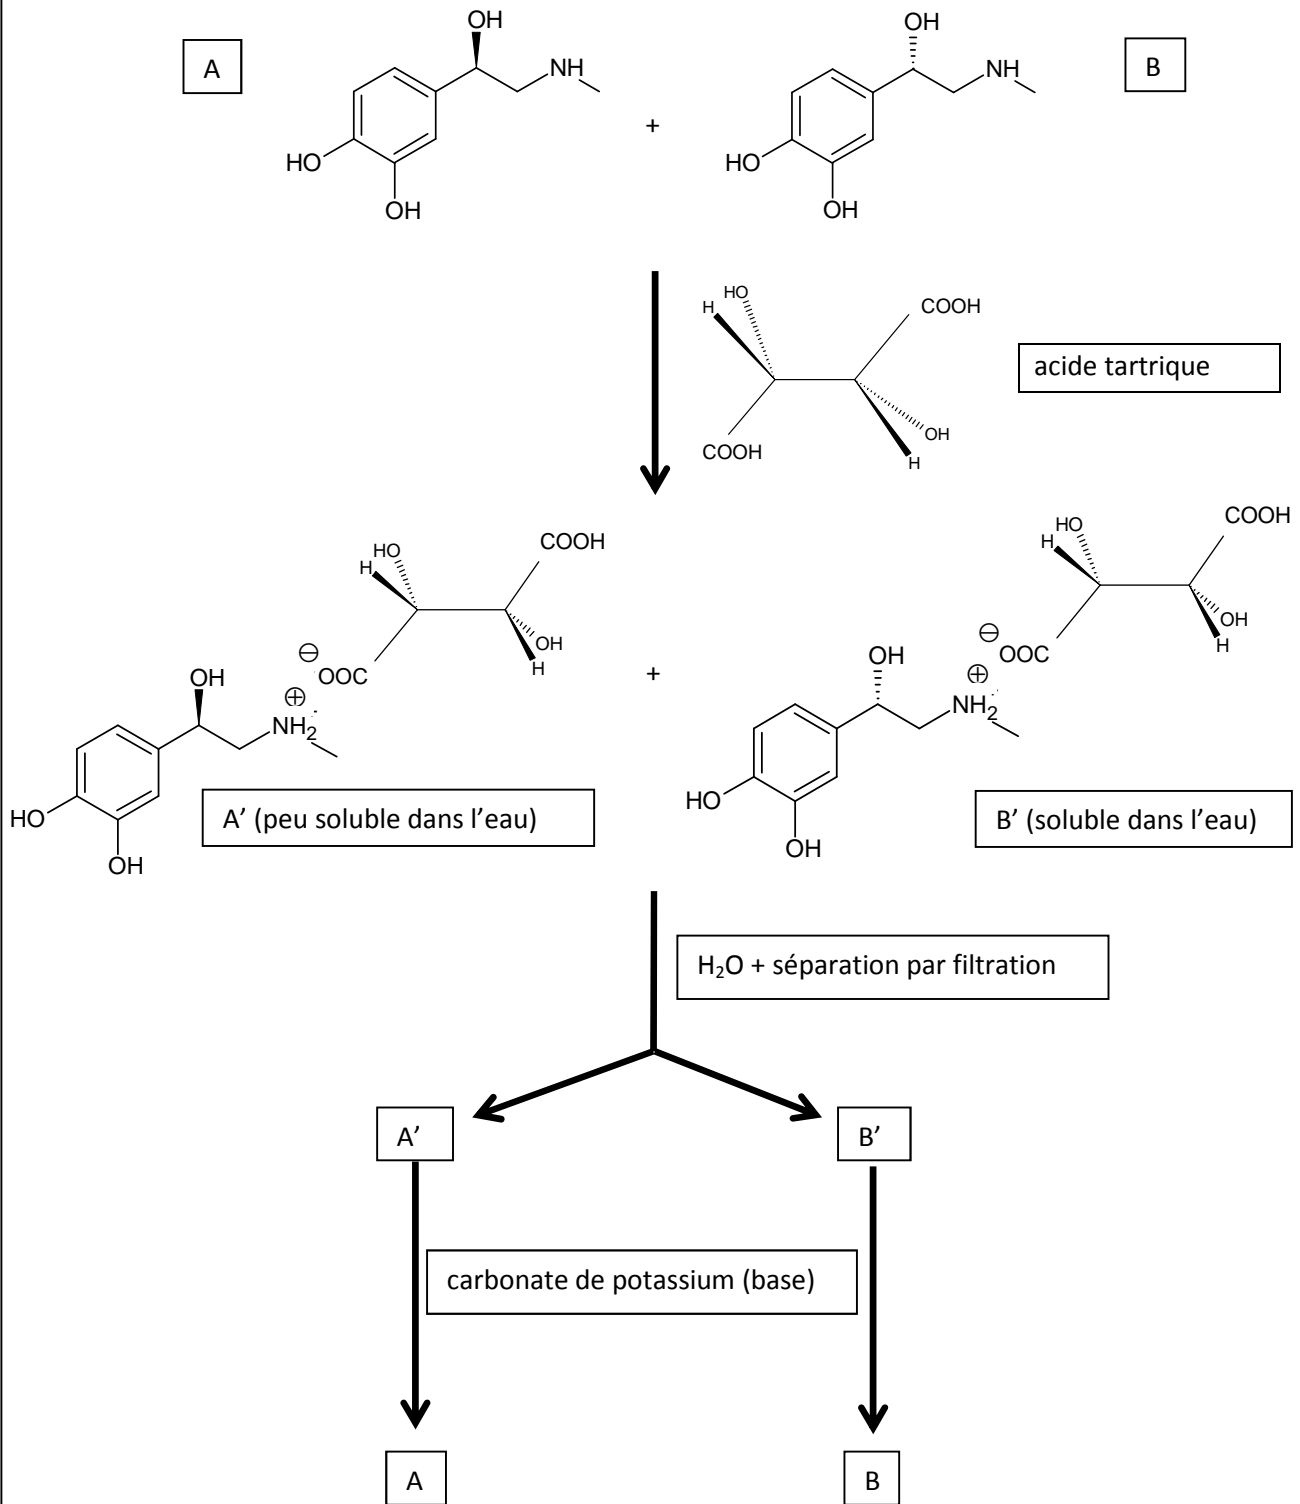 OH
OH
A
NH
NH
B
+
HO
HO
OH
OH
HO
H
COOH
acide tartrique
COOH
OH
H
COOH
HO
H
COOH
HO
H
OH
H
⊖
OOC
OH
H
⊖
OOC
OH
⊕
NH2
+
OH
⊕
NH2
HO
A’ (peu soluble dans l’eau)
OH
HO
B’ (soluble dans l’eau)
OH
H2O + séparation par filtration
A’
B’
carbonate de potassium (base)
A
B